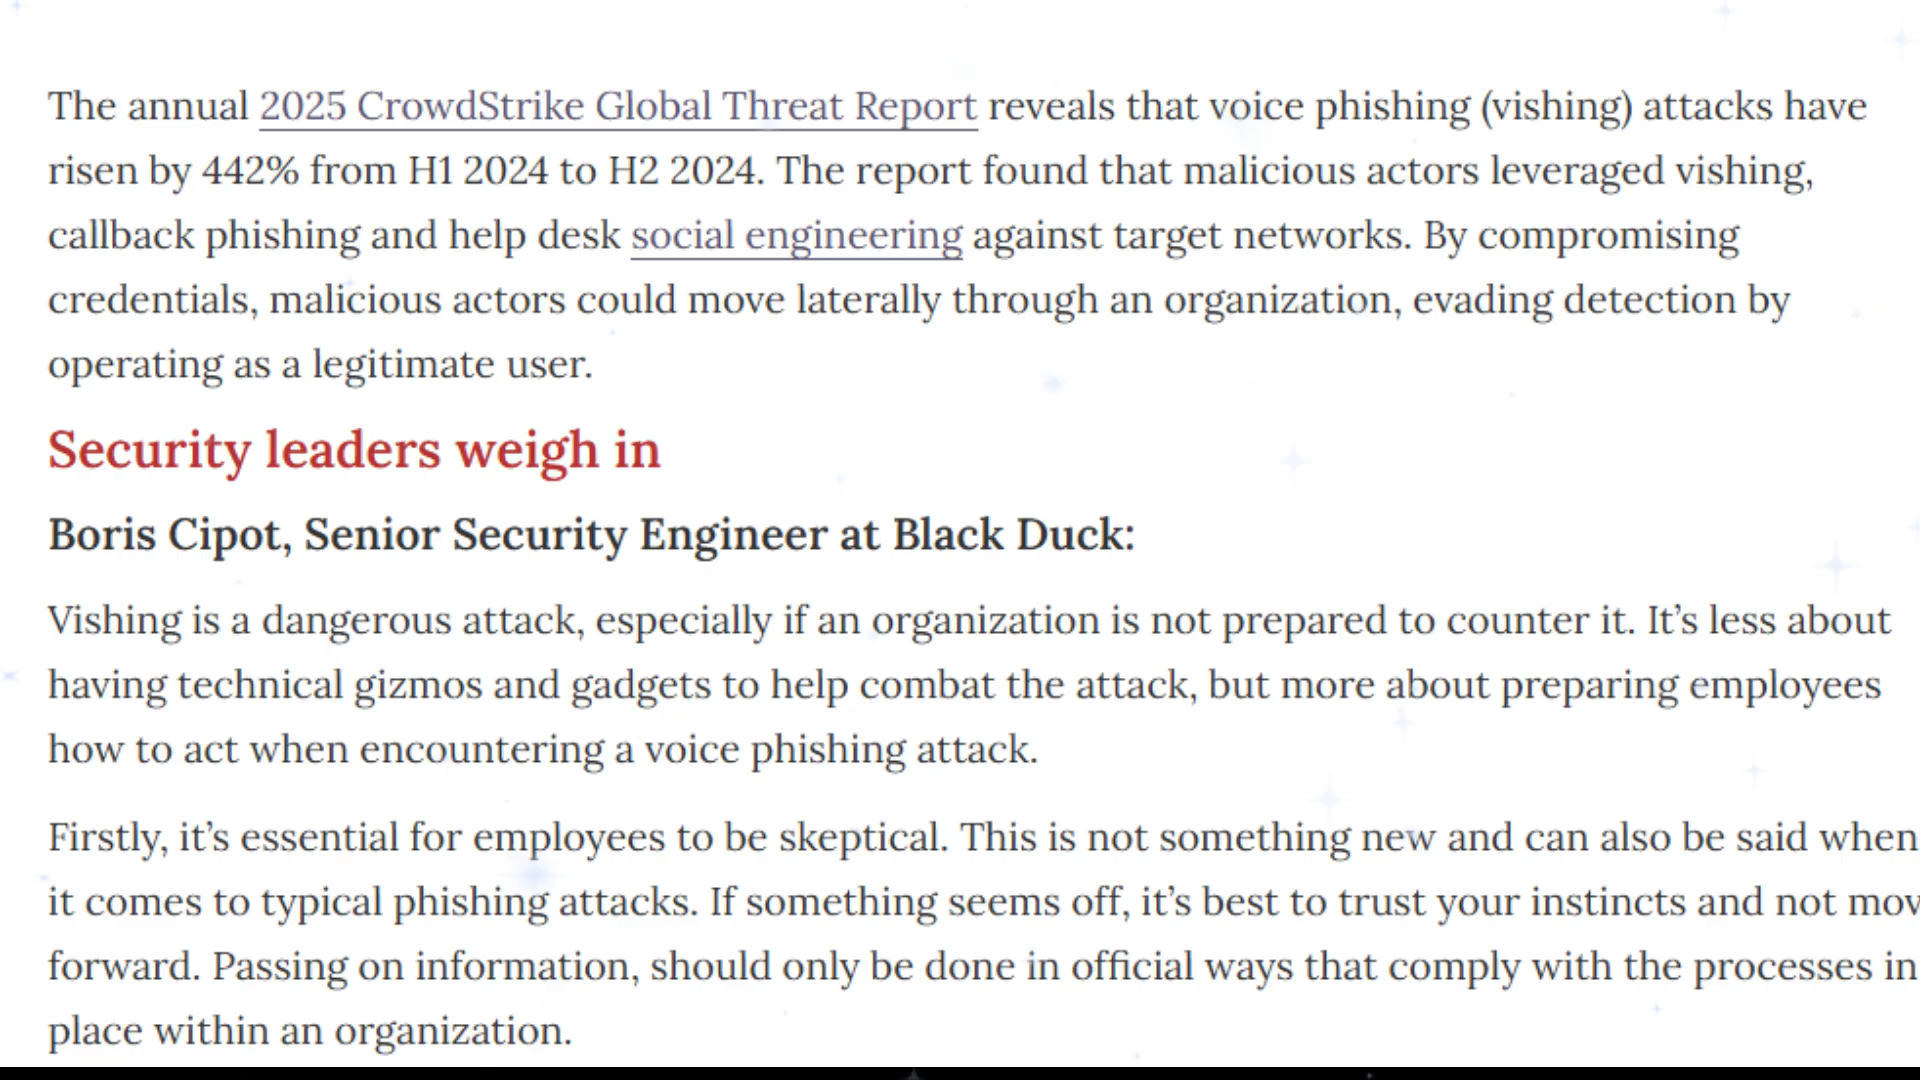 The annual 2025 CrowdStrike Global Threat Report reveals that voice phishing (vishing) attacks have
risen by 442% from H1 2024 to H2 2024. The report found that malicious actors leveraged vishing,
callback phishing and help desk social engineering against target networks. By compromising
credentials, malicious actors could move laterally through an organization, evading detection by
operating as a legitimate user.
Security leaders weigh in
Boris Cipot, Senior Security Engineer at Black Duck:
Vishing is a dangerous attack, especially if an organization is not prepared to counter it. It’s less about
having technical gizmos and gadgets to help combat the attack, but more about preparing employees
how to act when encountering a voice phishing attack.
Firstly, it’s essential for employees to be skeptical. This is not something new and can also be said when
it comes to typical phishing attacks. If something seems off, it’s best to trust your instincts and not mov
forward. Passing on information, should only be done in official ways that comply with the processes in
place within an organization.